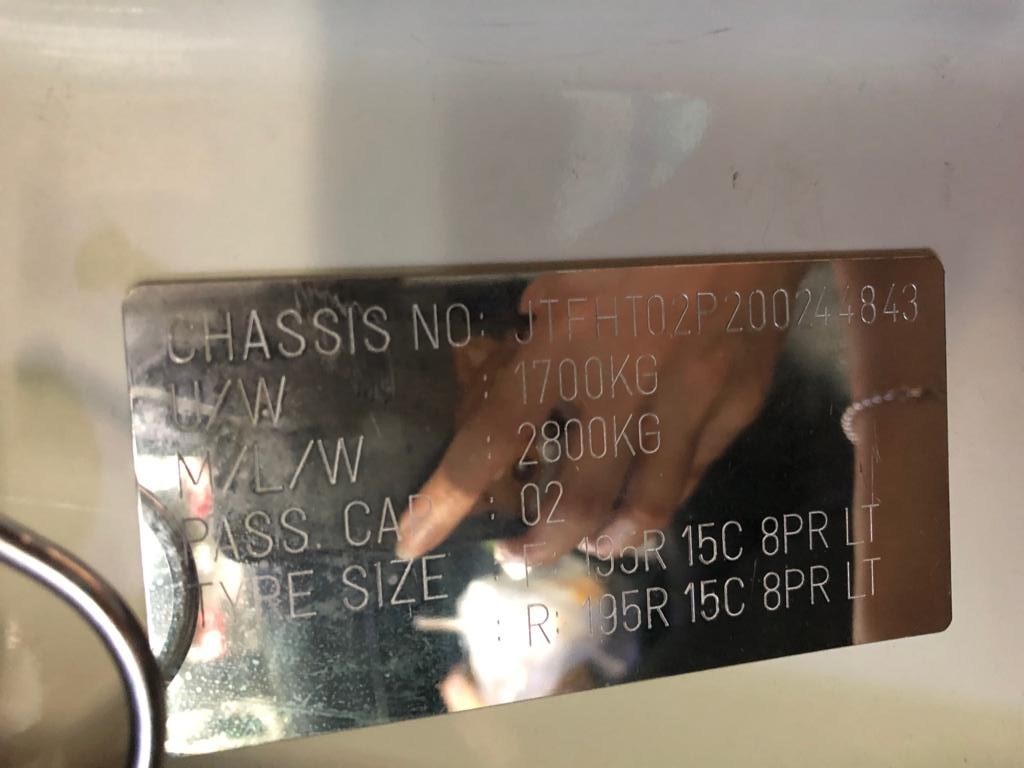 CHASSIS NO: JTFHT02P200244843
U/W : 1700KG
M/L/W : 2800KG
PASS. CAP : 02
TYRE SIZE : F: 195R 15C 8PR LT
: R: 195R 15C 8PR LT